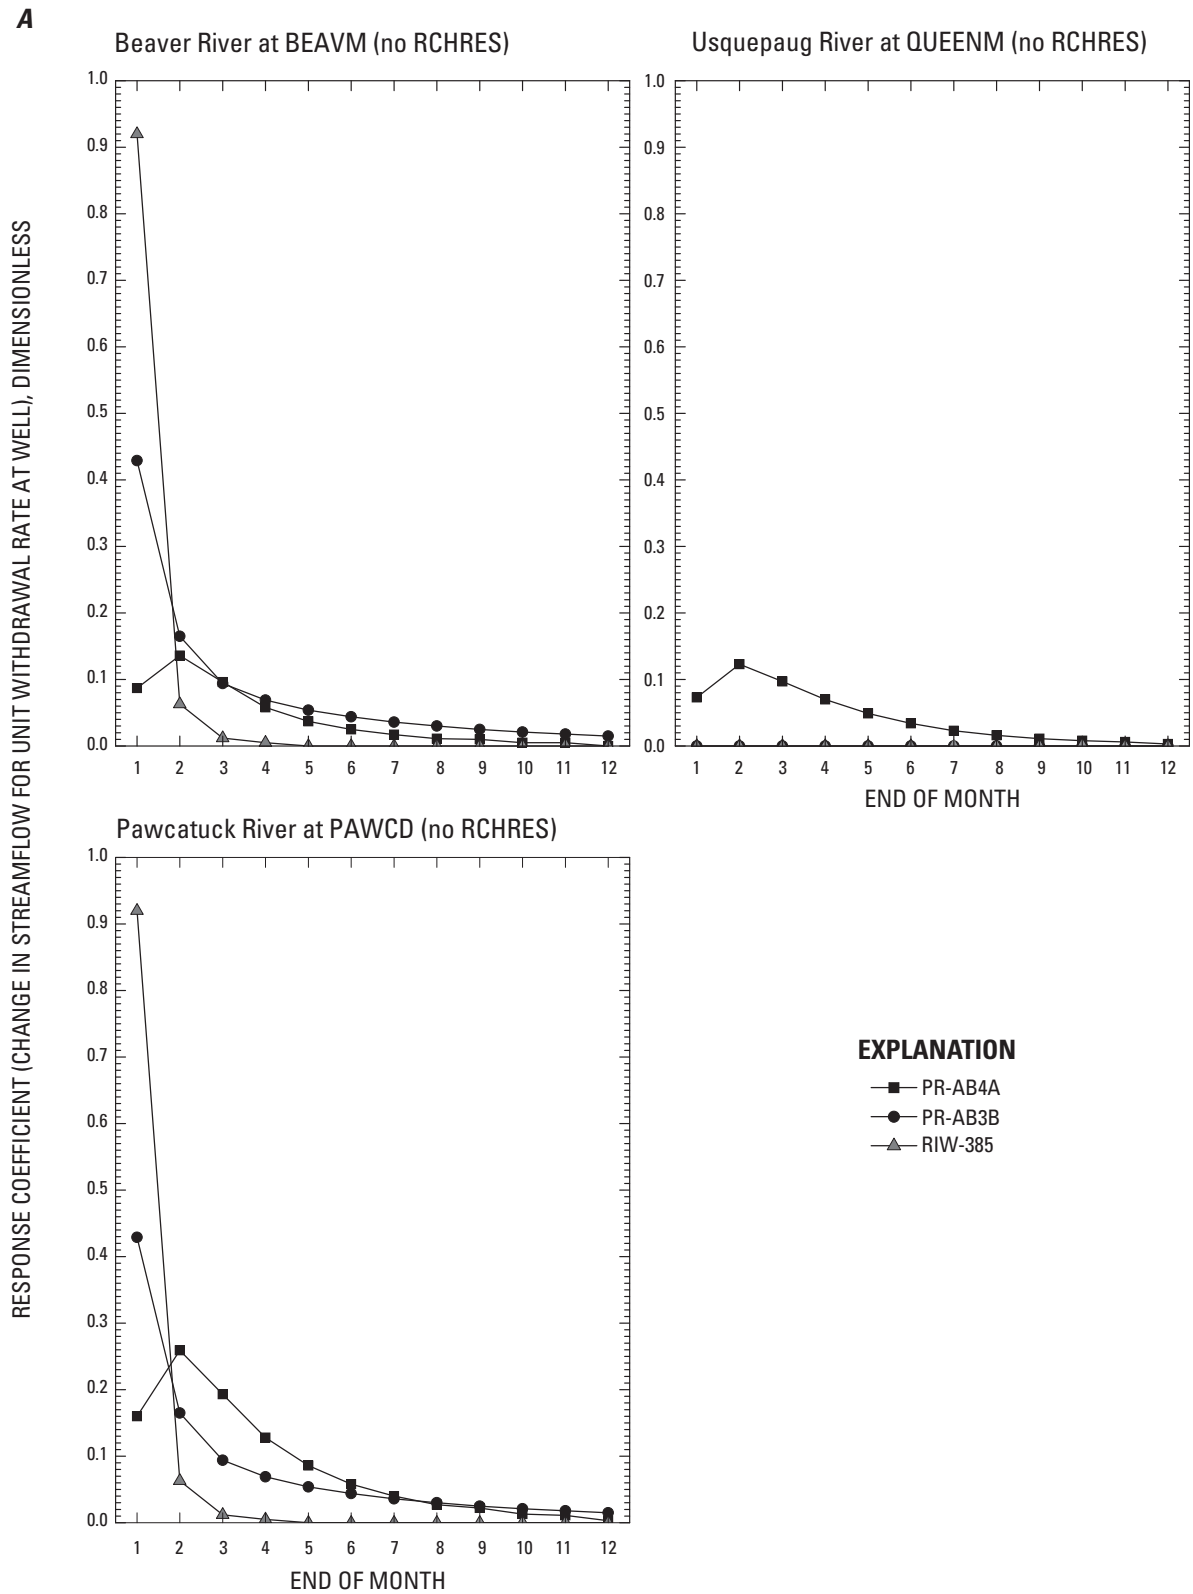 A
Beaver River at BEAVM (no RCHRES)
Usquepaug River at QUEENM (no RCHRES)
RESPONSE COEFFICIENT (CHANGE IN STREAMFLOW FOR UNIT WITHDRAWAL RATE AT WELL), DIMENSIONLESS
1.0
0.9
0.8
0.7
0.6
0.5
0.4
0.3
0.2
0.1
0.0
1 2 3 4 5 6 7 8 9 10 11 12
1.0
0.9
0.8
0.7
0.6
0.5
0.4
0.3
0.2
0.1
0.0
1 2 3 4 5 6 7 8 9 10 11 12
END OF MONTH
Pawcatuck River at PAWCD (no RCHRES)
1.0
0.9
0.8
0.7
0.6
0.5
0.4
0.3
0.2
0.1
0.0
1 2 3 4 5 6 7 8 9 10 11 12
END OF MONTH
EXPLANATION
PR-AB4A
PR-AB3B
RIW-385